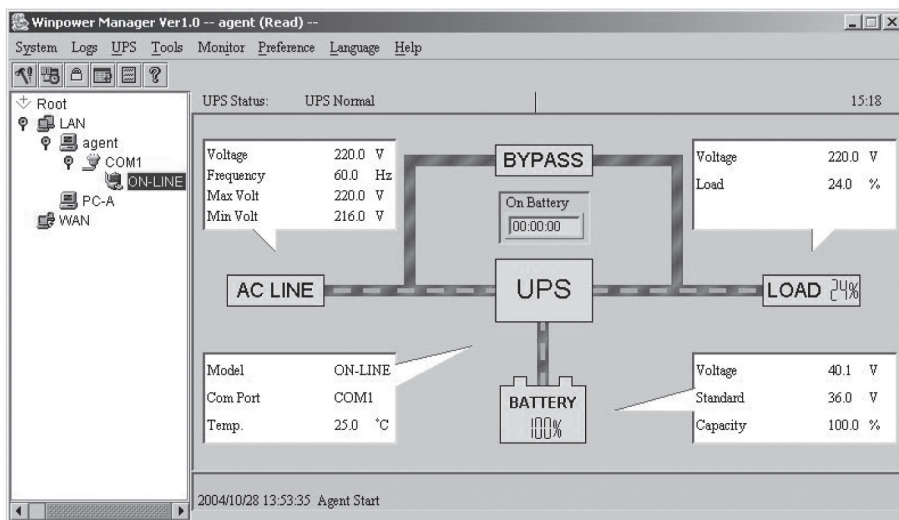 Winpower Manager Ver1.0 -- agent (Read) --
System Logs UPS Tools Monitor Preference Language Help
Root
LAN
agent
COM1
ON-LINE
PC-A
WAN
UPS Status: UPS Normal 15:18
Voltage 220.0 V
Frequency 60.0 Hz
Max Volt 220.0 V
Min Volt 216.0 V
BYPASS
On Battery
00:00:00
Voltage 220.0 V
Load 24.0 %
AC LINE
UPS
LOAD 24%
Model ON-LINE
Com Port COM1
Temp. 25.0 °C
BATTERY
100%
Voltage 40.1 V
Standard 36.0 V
Capacity 100.0 %
2004/10/28 13:53:35 Agent Start